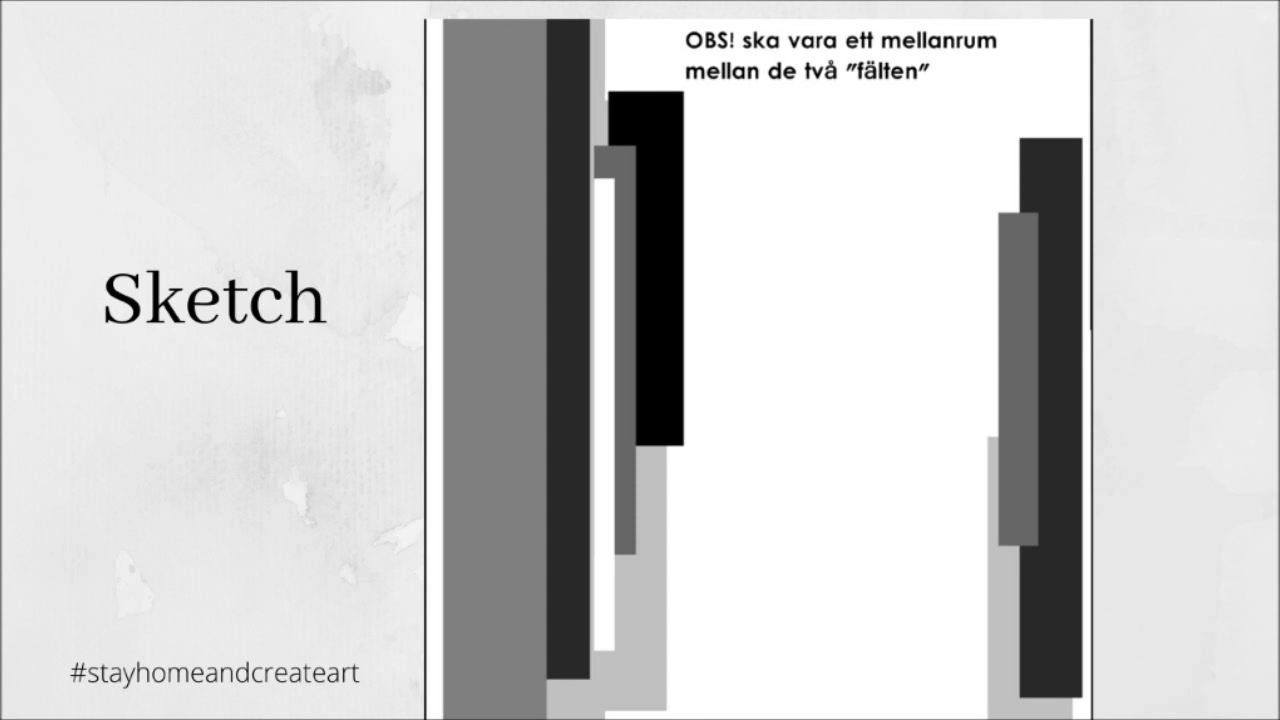 OBS! ska vara ett mellanrum
mellan de två ”fälten”
Sketch
#stayhomeandcreateart